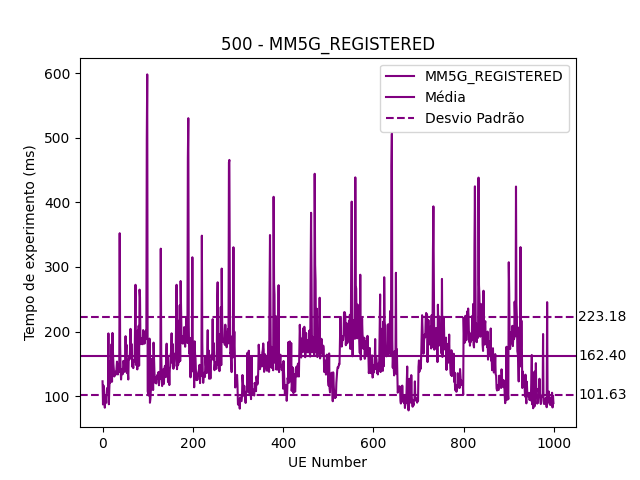 500 - MM5G_REGISTERED
MM5G_REGISTERED
Média
Desvio Padrão
Tempo de experimento (ms)
600
500
400
300
200
100
223.18
162.40
101.63
0
200
400
600
800
1000
UE Number